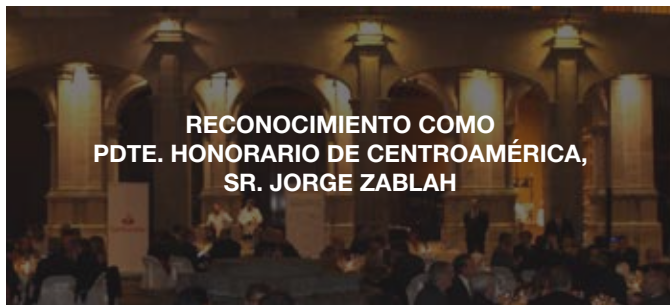 RECONOCIMIENTO COMO
PDTE. HONORARIO DE CENTROAMÉRICA,
SR. JORGE ZABLAH